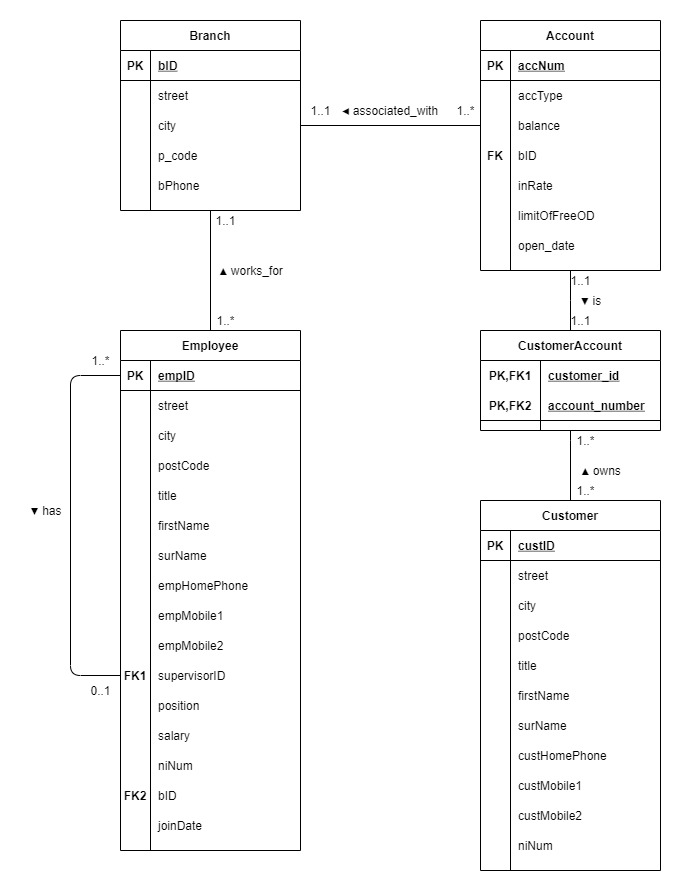 Branch
PK bID
street
city
p_code
bPhone
1..1 ◄ associated_with 1..*
Account
PK accNum
accType
balance
FK bID
inRate
limitOfFreeOD
open_date
1..1
▲ works_for
1..*
1..1
▼ is
1..1
Employee
PK empID
street
city
postCode
title
firstName
surName
empHomePhone
empMobile1
empMobile2
FK1 supervisorID
position
salary
niNum
FK2 bID
joinDate
1..*
▼ has
0..1
CustomerAccount
PK,FK1 customer_id
PK,FK2 account_number
1..*
▲ owns
1..*
Customer
PK custID
street
city
postCode
title
firstName
surName
custHomePhone
custMobile1
custMobile2
niNum